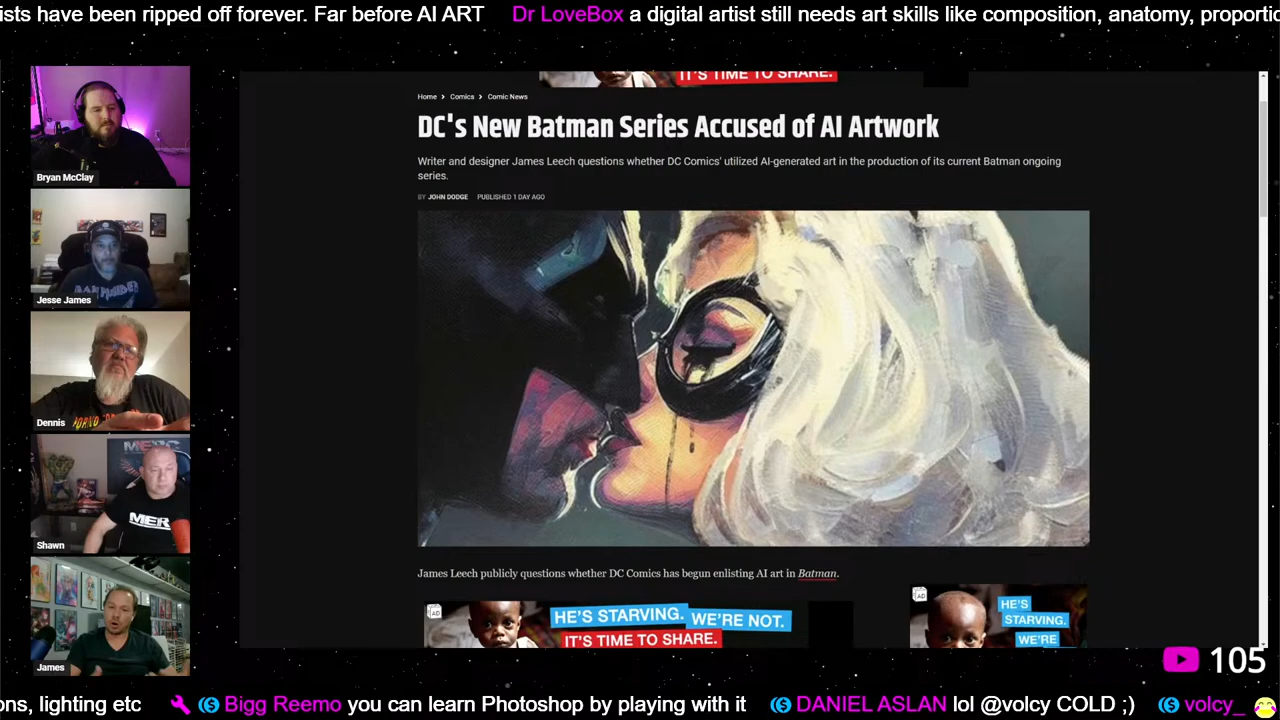 ists have been ripped off forever. Far before AI ART Dr LoveBox a digital artist still needs art skills like composition, anatomy, proportio
IT'S TIME TO SHARE.
Home > Comics > Comic News
DC's New Batman Series Accused of AI Artwork
Writer and designer James Leech questions whether DC Comics' utilized AI-generated art in the production of its current Batman ongoing
series.
BY JOHN DODGE PUBLISHED 1 DAY AGO
Bryan McClay
Jesse James
Dennis
MERC
MERC
Shawn
James
James Leech publicly questions whether DC Comics has begun enlisting AI art in Batman.
AD
HE'S STARVING. WE'RE NOT.
IT'S TIME TO SHARE.
AD
HE'S
STARVING.
WE'RE
105
ons, lighting etc Bigg Reemo you can learn Photoshop by playing with it DANIEL ASLAN lol @volcy COLD ;) volcy_